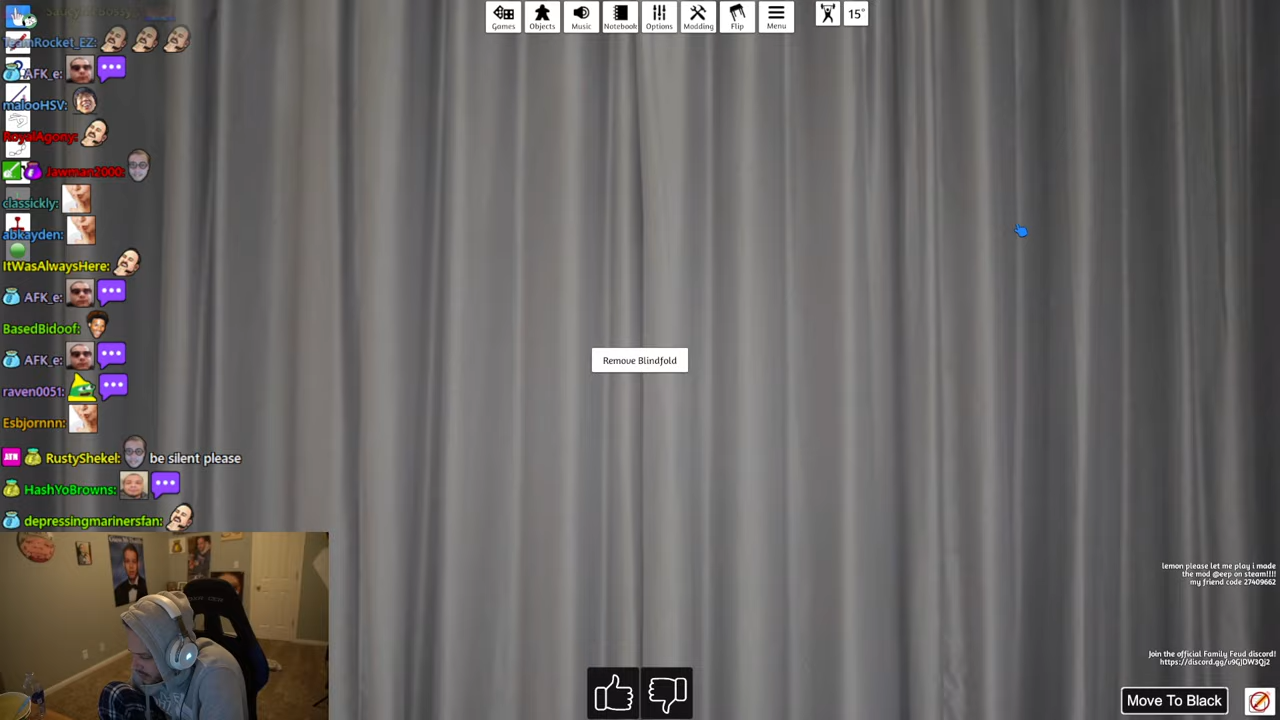 Games Objects Music Notebook Options Modding Flip Menu 15°
TeamRocket_EZ:
AFK_e:
malooHSV:
RoyalAgony:
Jawman2000:
classickly:
abkayden:
ItWasAlwaysHere:
AFK_e:
BasedBidoof:
AFK_e:
raven0051:
Esbjornnn:
RustyShekel: be silent please
HashYoBrowns:
depressingmarinersfan:
Remove Blindfold
lemon please let me play i made
the mod @eep on steam!!!!
my friend code 27409662
Join the official Family Feud discord!
https://discord.gg/u9GJDW3Qj2
Move To Black